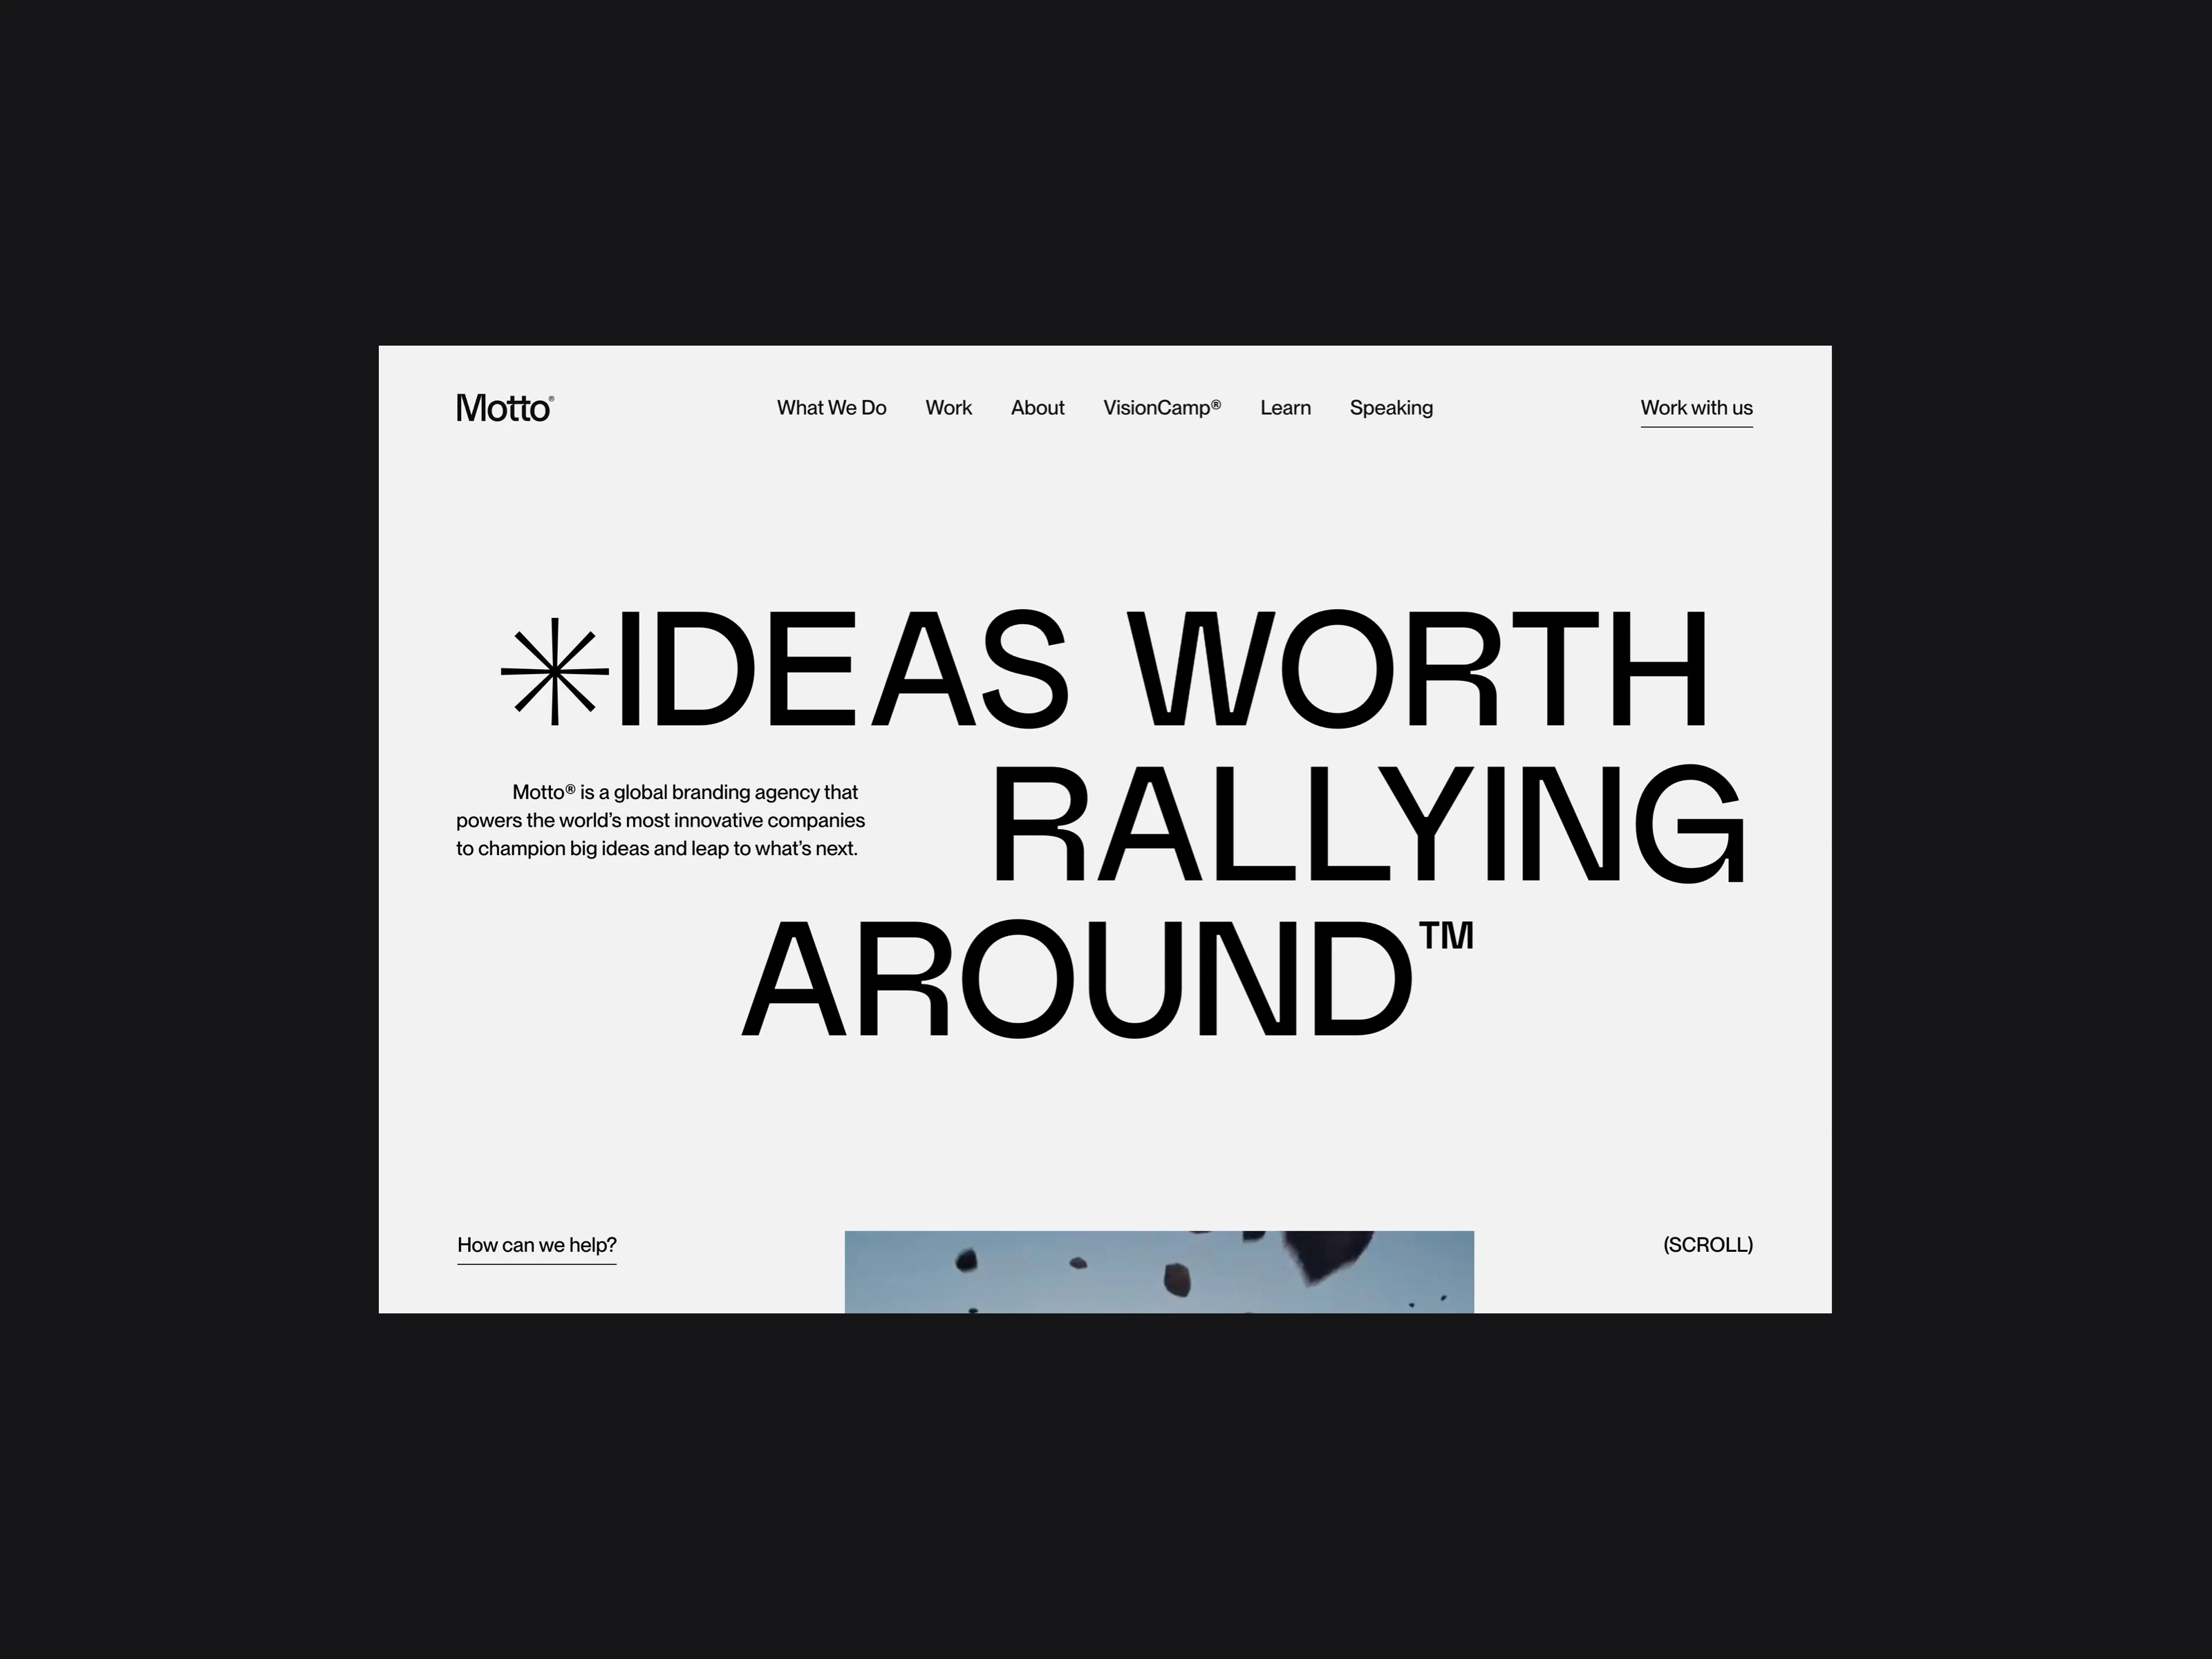 Motto®
What We Do Work About VisionCamp® Learn Speaking
Work with us
✳IDEAS WORTH
RALLYING
AROUND™
Motto® is a global branding agency that
powers the world’s most innovative companies
to champion big ideas and leap to what’s next.
How can we help?
(SCROLL)